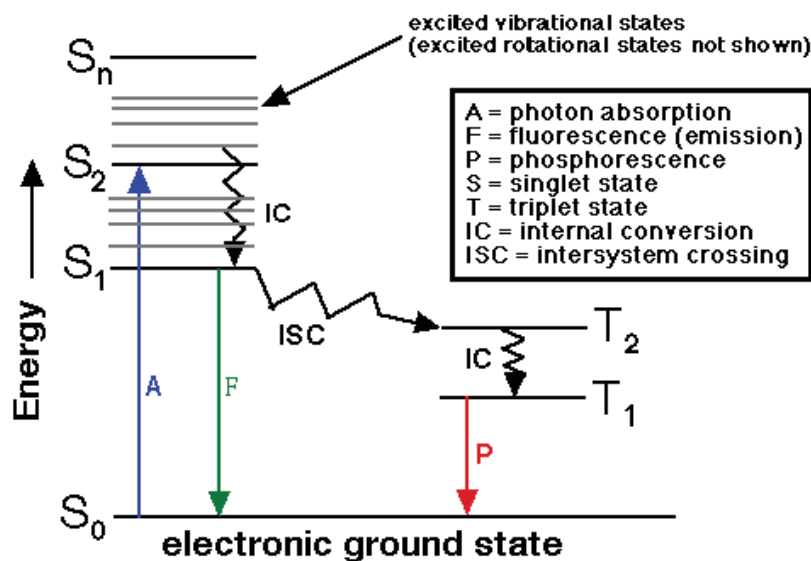 excited vibrational states
(excited rotational states not shown)
Sn
A = photon absorption
F = fluorescence (emission)
P = phosphorescence
S = singlet state
T = triplet state
IC = internal conversion
ISC = intersystem crossing
S2
IC
S1
Energy
ISC
T2
IC
T1
A
F
P
S0
electronic ground state